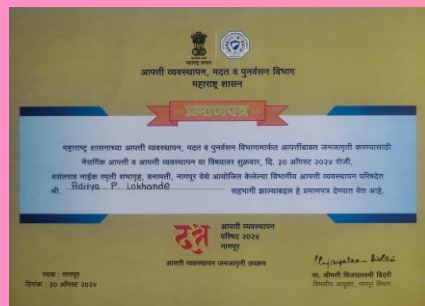 महाराष्ट्र शासन
आपत्ती व्यवस्थापन, मदत व पुनर्वसन विभाग
महाराष्ट्र शासन
प्रमाणपत्र
महाराष्ट्र शासनाच्या आपत्ती व्यवस्थापन, मदत व पुनर्वसन विभागामार्फत आपत्तींबाबत जनजागृती करण्यासाठी
नैसर्गिक आपत्ती व आपत्ती व्यवस्थापन या विषयावर शुक्रवार, दि. ३० ऑगस्ट २०२४ रोजी,
वसंतराव नाईक स्मृती सभागृह, वनामती, नागपूर येथे आयोजित केलेल्या विभागीय आपत्ती व्यवस्थापन परिषदेत
श्री. Aditya P. Lokhande सहभागी झाल्याबद्दल हे प्रमाणपत्र देण्यात येत आहे.
दक्ष
आपत्ती व्यवस्थापन
परिषद २०२४
नागपूर
आपत्ती व्यवस्थापन जनजागृती उपक्रम
स्थळ : नागपूर
दिनांक : ३० ऑगस्ट २०२४
मा. श्रीमती विजयालक्ष्मी बिदरी
विभागीय आयुक्त, नागपूर विभाग